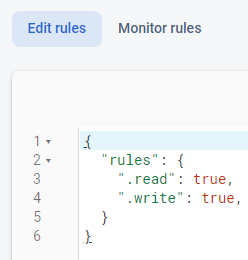 Edit rules Monitor rules
1 {
2 "rules": {
3 ".read": true,
4 ".write": true,
5 }
6 }